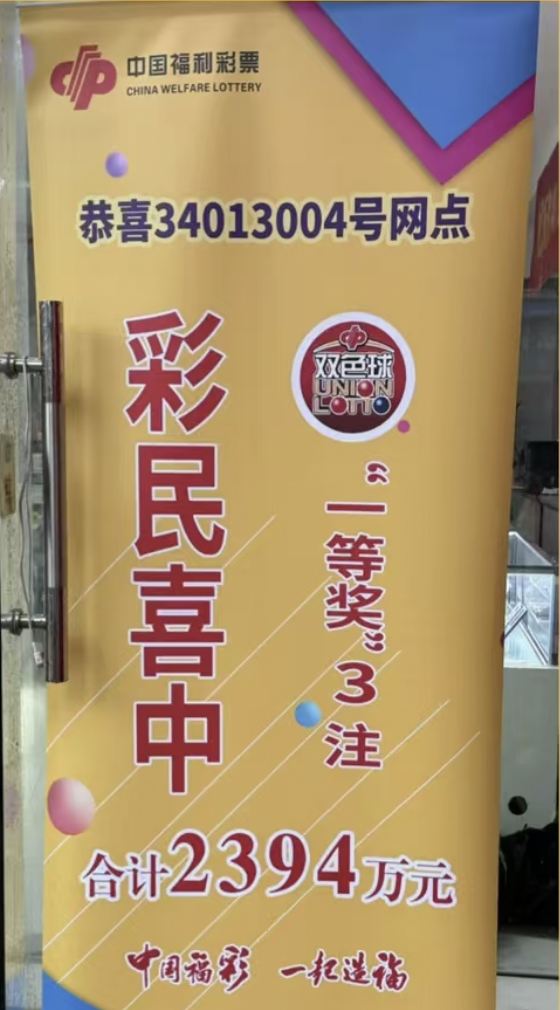 中国福利彩票
CHINA WELFARE LOTTERY
恭喜34013004号网点
彩民喜中
双色球
UNION
LOTTO
“一等奖”3注
合计2394万元
中国福彩 一起造福